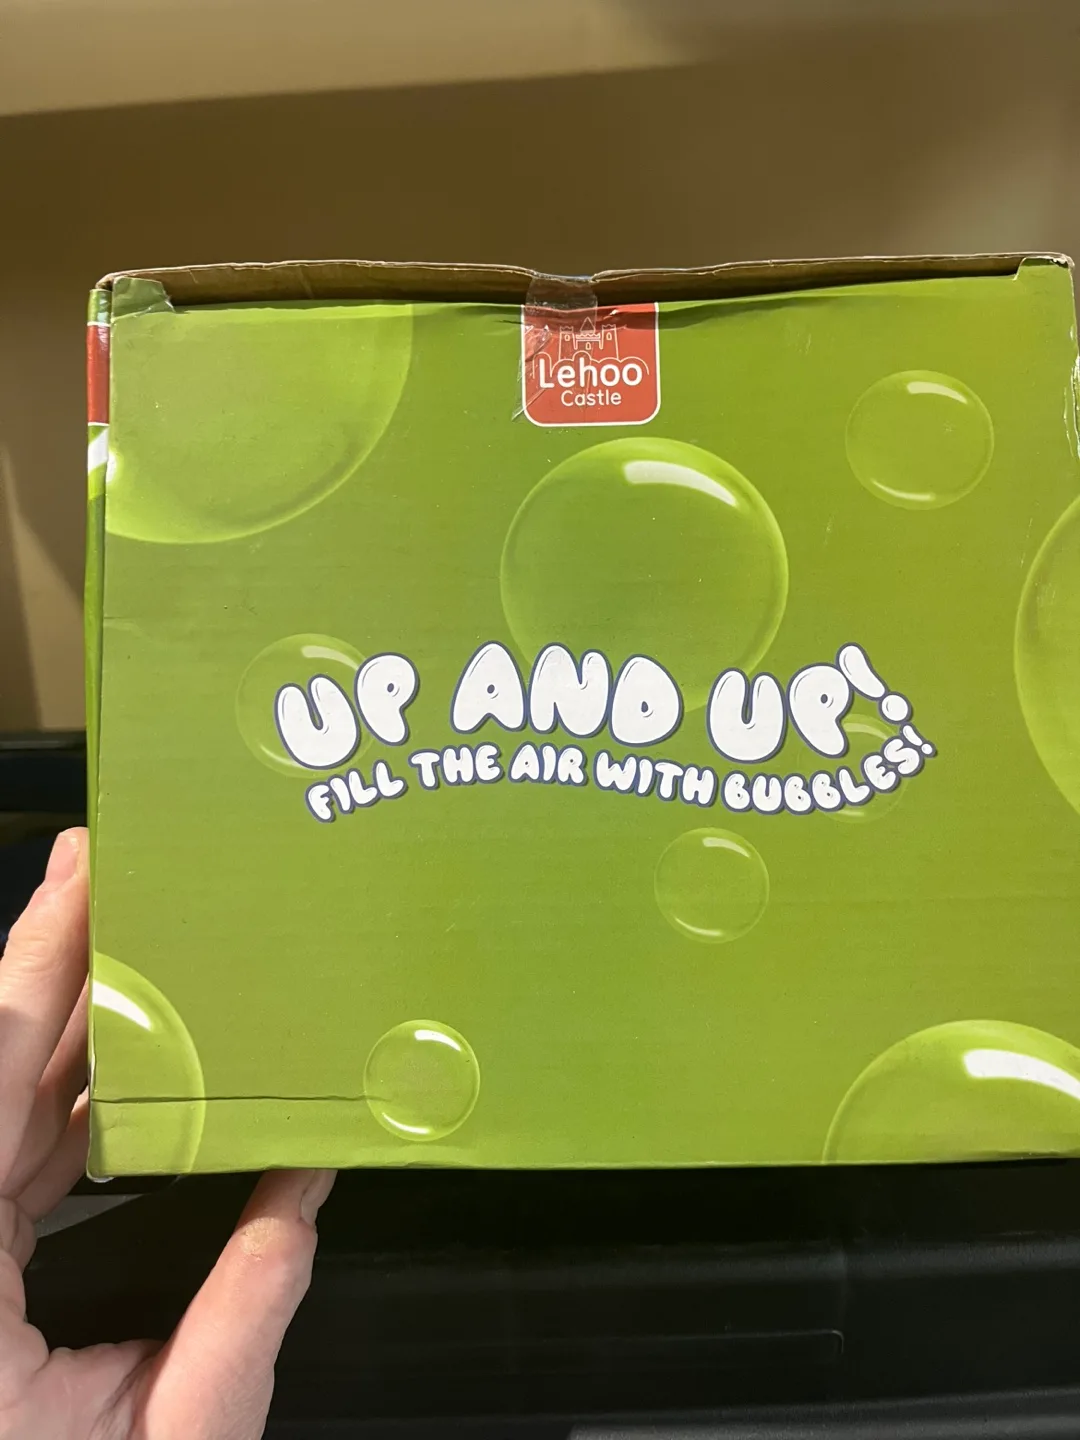 Lehoo
Castle
UP AND UP!
FILL THE AIR WITH BUBBLES!